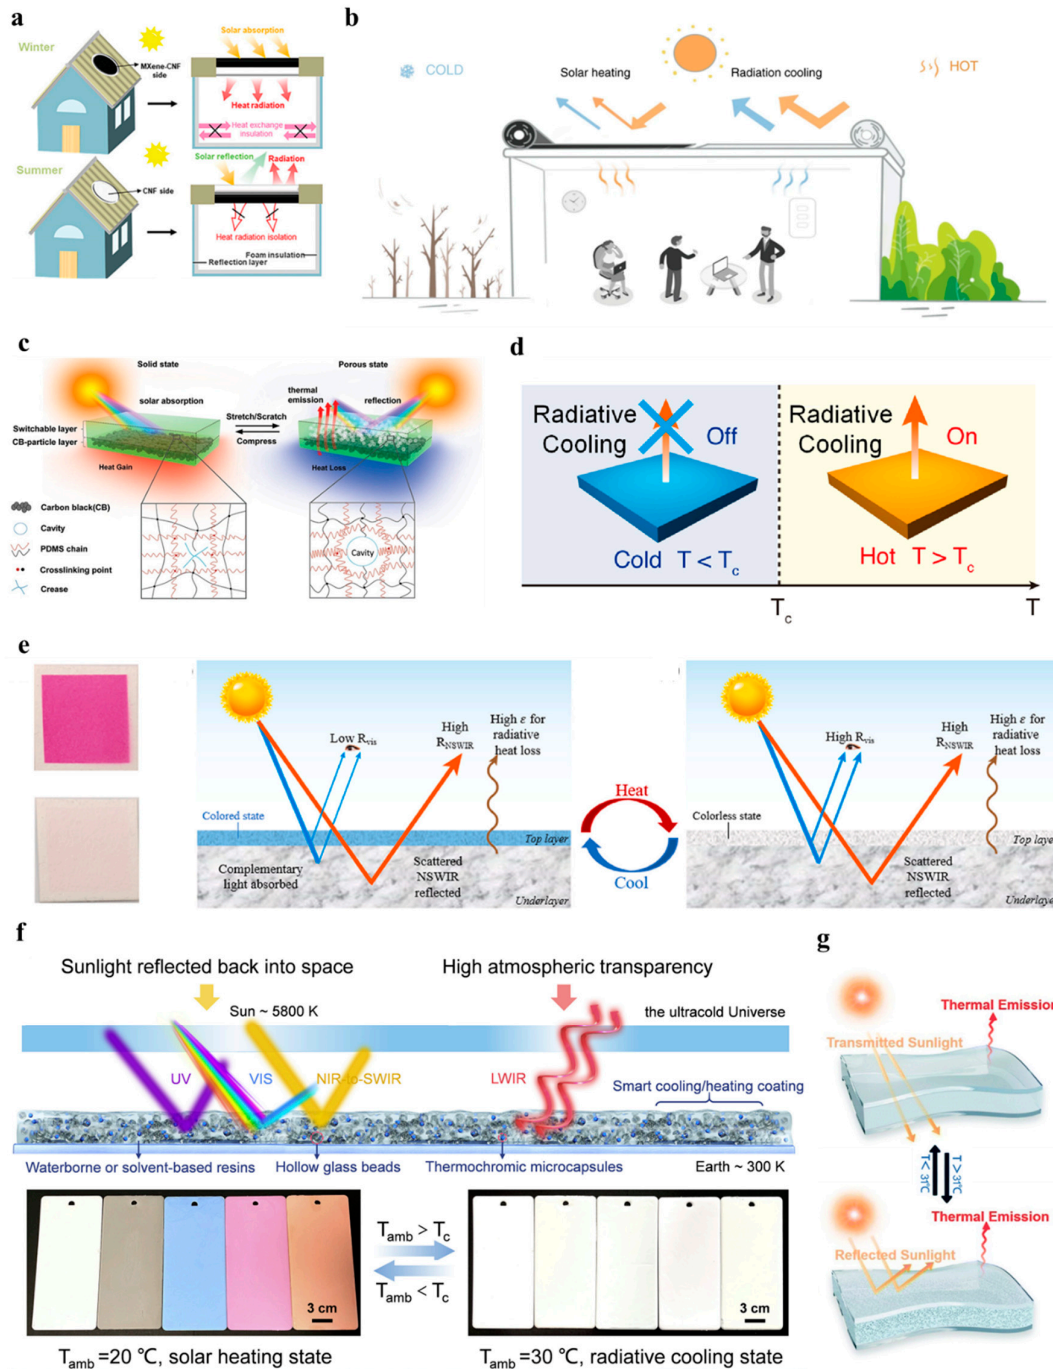 a
Winter
MXene-CNF
side
Solar absorption
Heat radiation
Heat exchange
insulation
Summer
CNF side
Solar reflection
Radiation
Heat radiation isolation
Foam insulation
Reflection layer
b
COLD
Solar heating
Radiation cooling
HOT
c
Solid state
Porous state
solar absorption
thermal
emission
reflection
Switchable layer
CB-particle layer
Stretch/Scratch
Compress
Heat Gain
Heat Loss
Carbon black(CB)
Cavity
PDMS chain
Crosslinking point
Crease
Cavity
d
Radiative
Cooling
Off
Cold T < Tc
Radiative
Cooling
On
Hot T > Tc
Tc
T
e
Low Rvis
High
RNSWIR
High ε for
radiative
heat loss
Colored state
Top layer
Complementary
light absorbed
Scattered
NSWIR
reflected
Underlayer
Heat
Cool
High Rvis
High
RNSWIR
High ε for
radiative
heat loss
Colorless state
Top layer
Scattered
NSWIR
reflected
Underlayer
f
Sunlight reflected back into space
High atmospheric transparency
Sun ~ 5800 K
the ultracold Universe
UV
VIS
NIR-to-SWIR
LWIR
Smart cooling/heating coating
Waterborne or solvent-based resins
Hollow glass beads
Thermochromic microcapsules
Earth ~ 300 K
3 cm
Tamb > Tc
Tamb < Tc
3 cm
Tamb =20 ℃, solar heating state
Tamb =30 ℃, radiative cooling state
g
Thermal Emission
Transmitted Sunlight
T < 31℃
T > 31℃
Thermal Emission
Reflected Sunlight